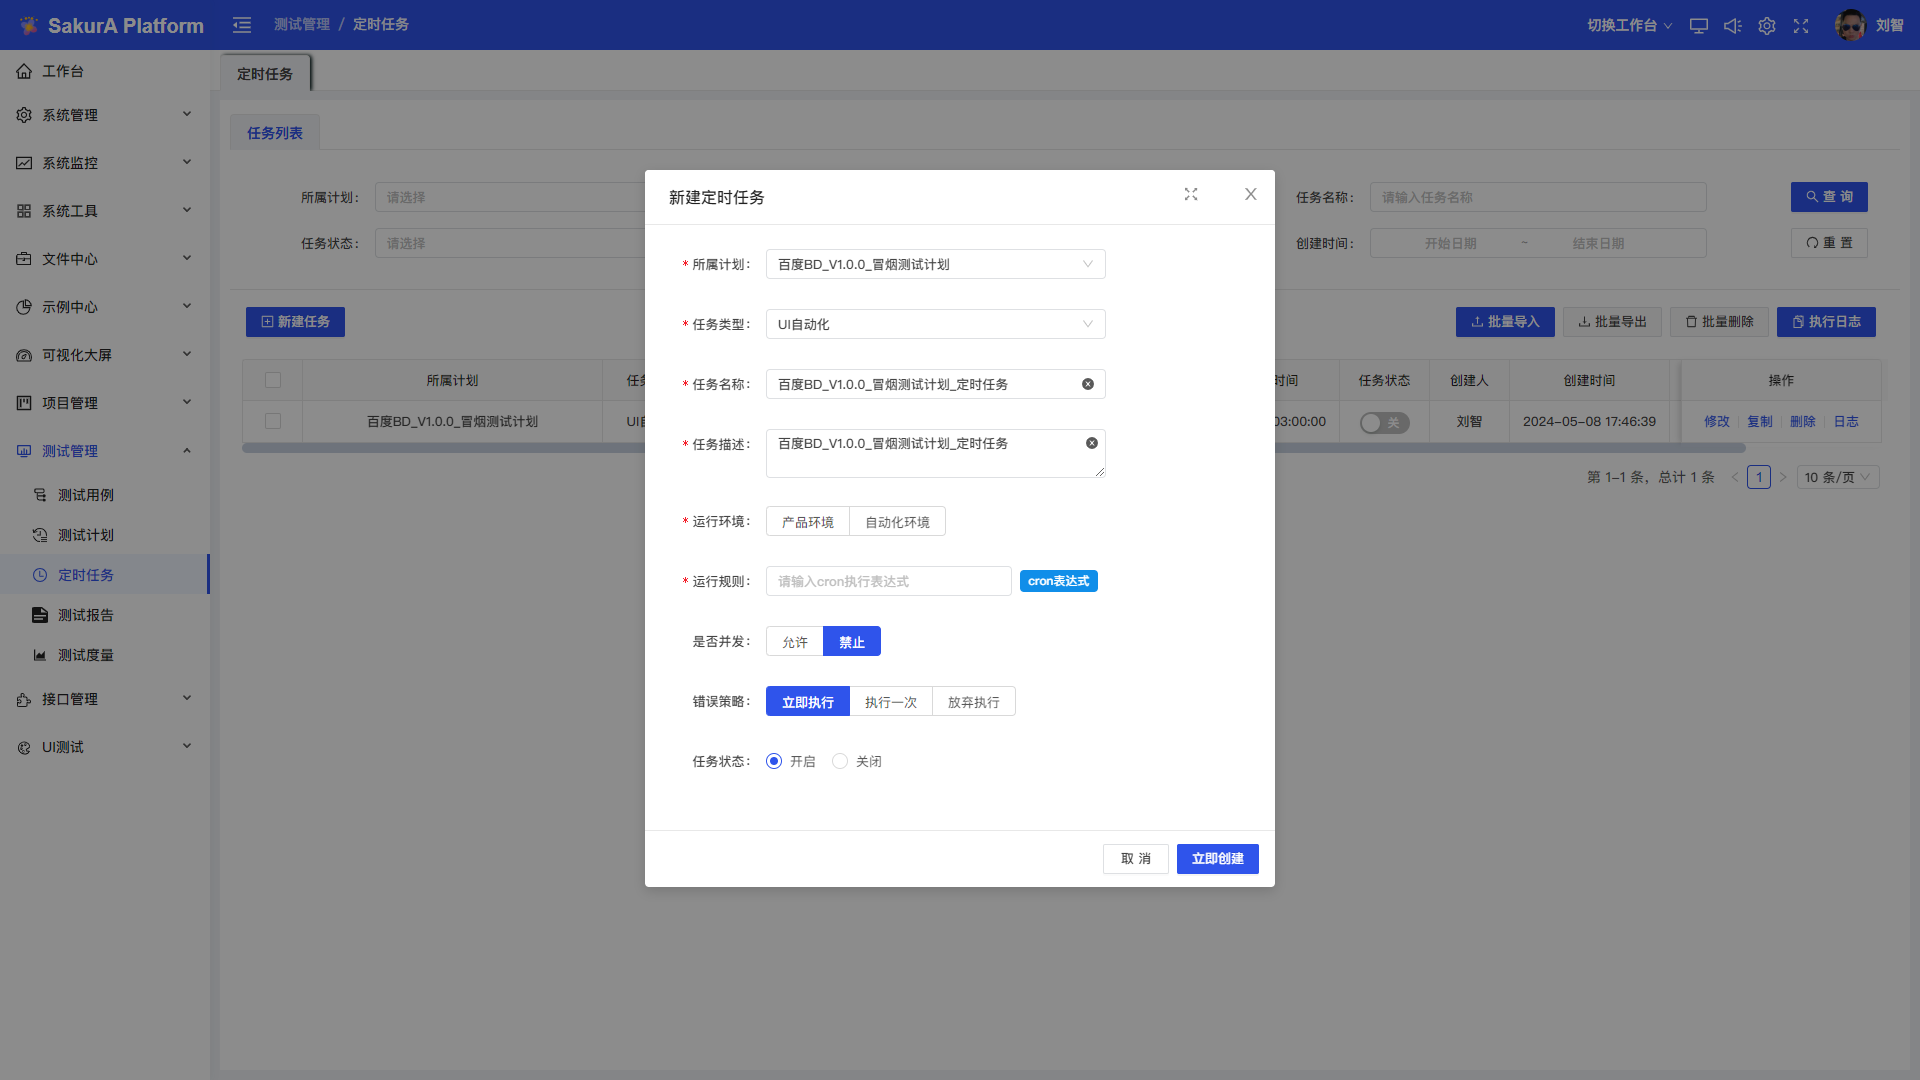 SakurA Platform
测试管理 / 定时任务
切换工作台
刘智
工作台
系统管理
系统监控
系统工具
文件中心
示例中心
可视化大屏
项目管理
测试管理
测试用例
测试计划
定时任务
测试报告
测试度量
接口管理
UI测试
定时任务
任务列表
所属计划：
请选择
任务名称：
请输入任务名称
查 询
任务状态：
请选择
创建时间：
开始日期 ~ 结束日期
重 置
新建任务
批量导入
批量导出
批量删除
执行日志
所属计划
任务状态
创建人
创建时间
操作
百度BD_V1.0.0_冒烟测试计划
03:00:00
关
刘智
2024-05-08 17:46:39
修改
复制
删除
日志
第 1-1 条，总计 1 条
1
10 条/页
新建定时任务
* 所属计划：
百度BD_V1.0.0_冒烟测试计划
* 任务类型：
UI自动化
* 任务名称：
百度BD_V1.0.0_冒烟测试计划_定时任务
* 任务描述：
百度BD_V1.0.0_冒烟测试计划_定时任务
* 运行环境：
产品环境
自动化环境
* 运行规则：
请输入cron执行表达式
cron表达式
是否并发：
允许
禁止
错误策略：
立即执行
执行一次
放弃执行
任务状态：
开启
关闭
取 消
立即创建